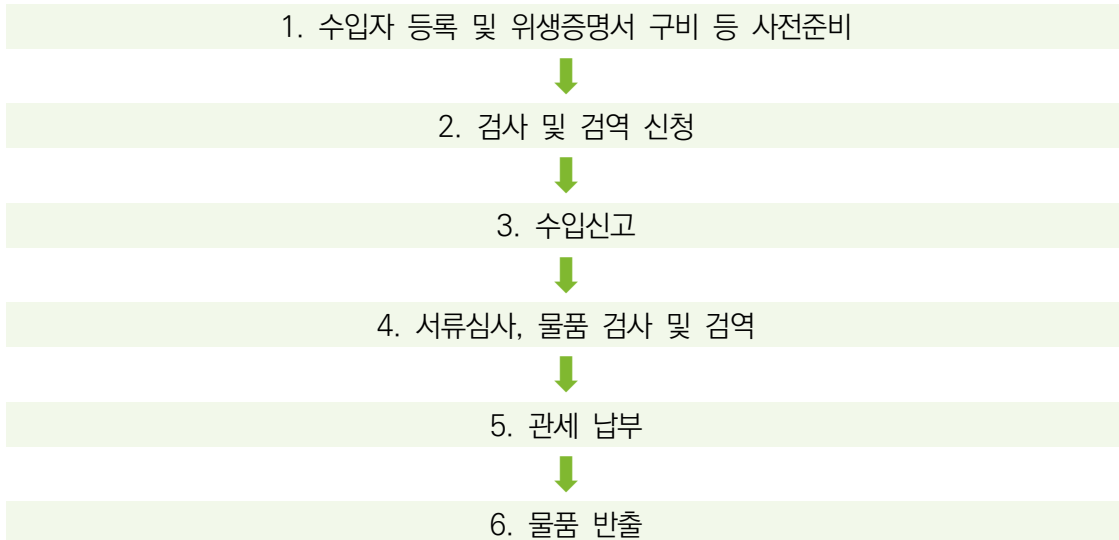 1. 수입자 등록 및 위생증명서 구비 등 사전준비
2. 검사 및 검역 신청
3. 수입신고
4. 서류심사, 물품 검사 및 검역
5. 관세 납부
6. 물품 반출